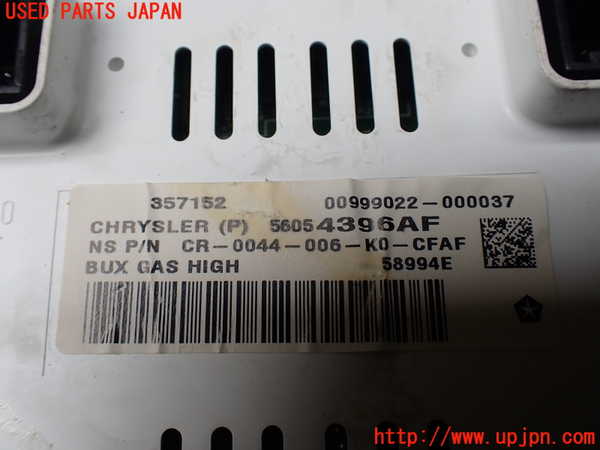 USED PARTS JAPAN
357152 00999022-000037
CHRYSLER (P) 56054396AF
NS P/N CR-0044-006-K0-CFAF
BUX GAS HIGH 58994E
http://www.upjpn.com